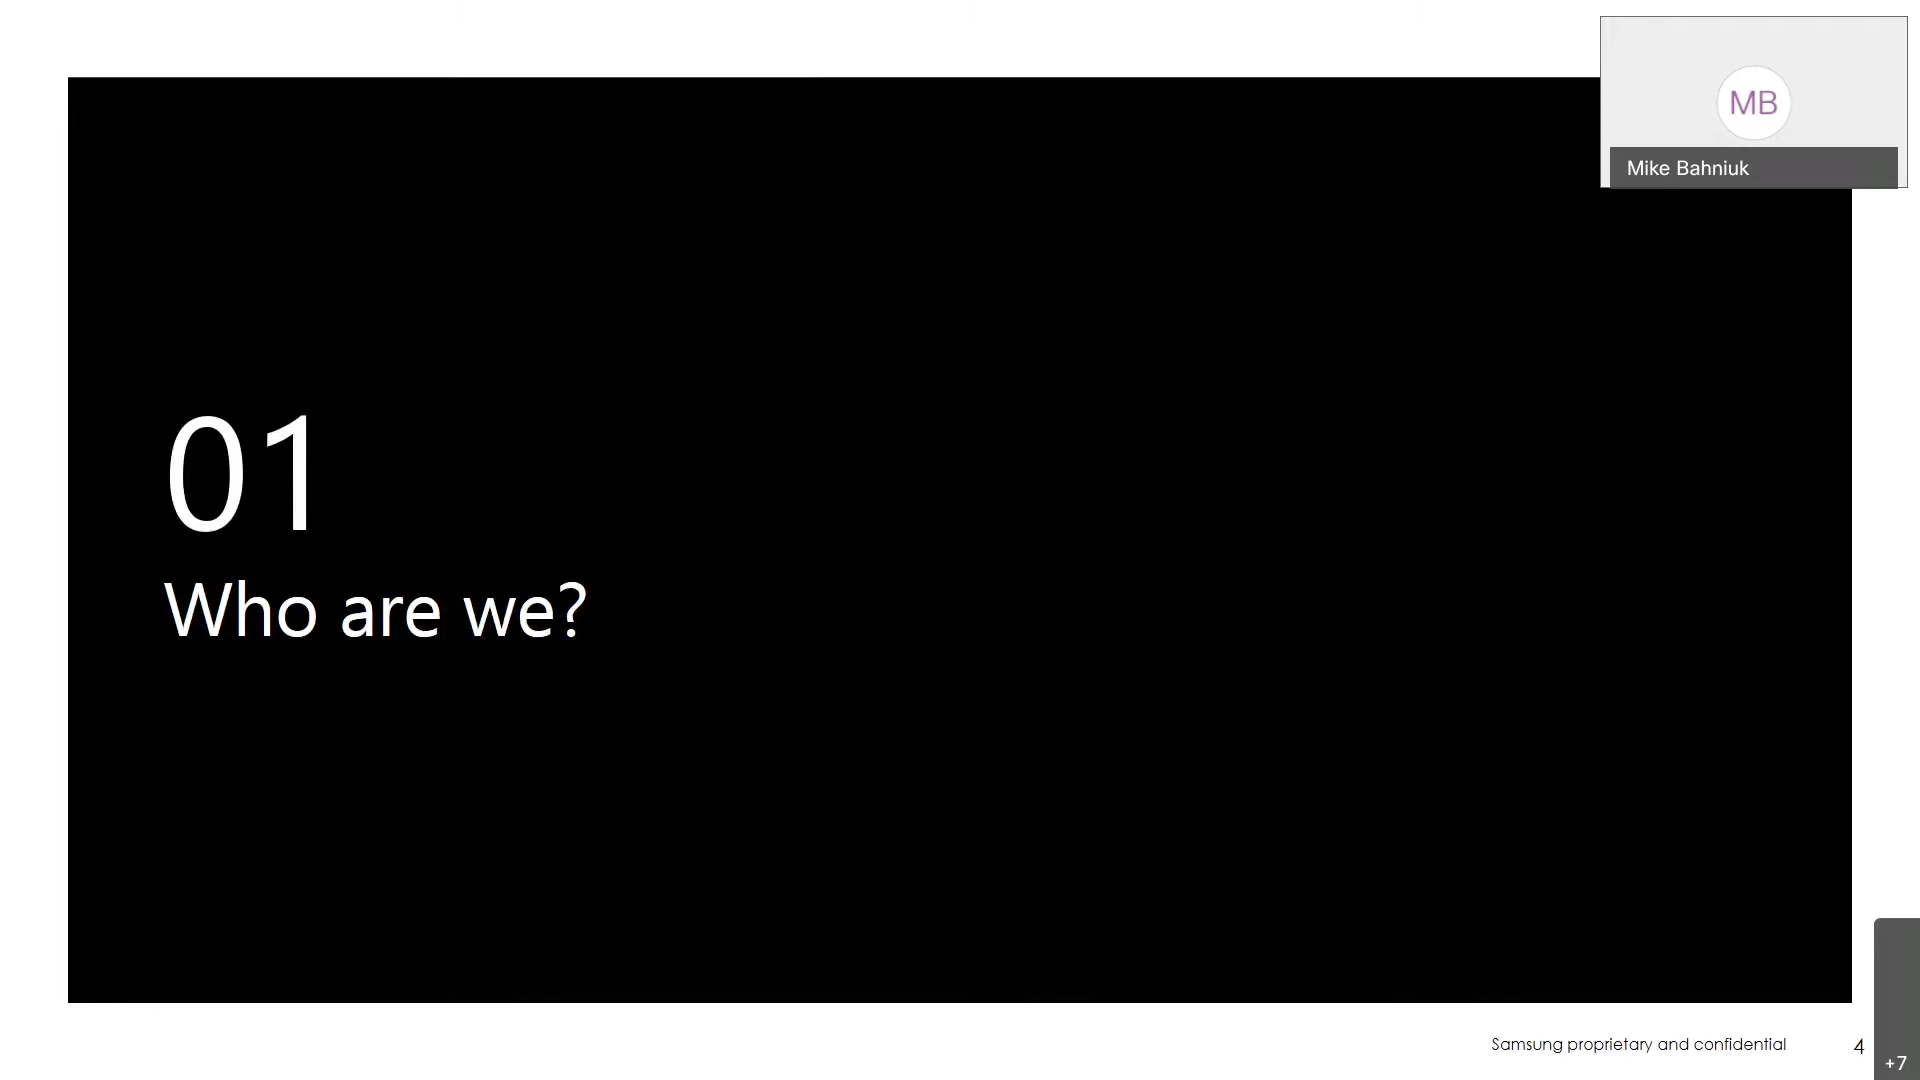 MB
Mike Bahniuk
01
Who are we?
Samsung proprietary and confidential
4
+7